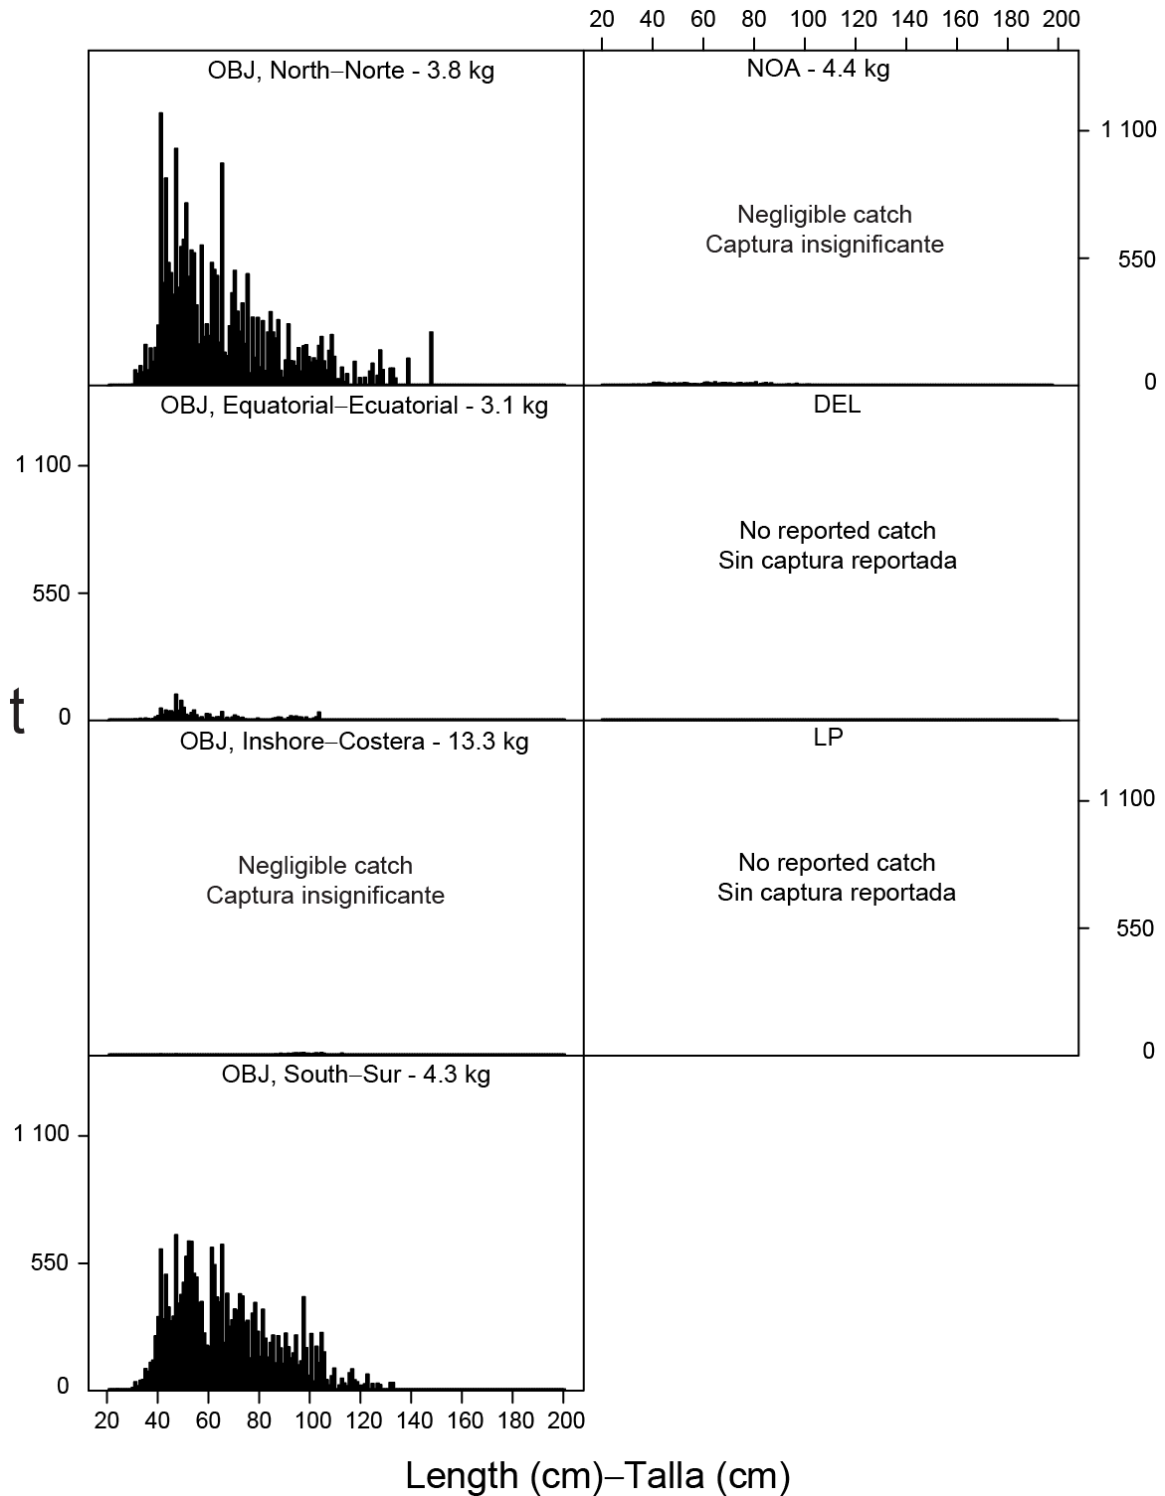 20 40 60 80 100 120 140 160 180 200
OBJ, North–Norte - 3.8 kg
NOA - 4.4 kg
1 100
Negligible catch
Captura insignificante
550
0
OBJ, Equatorial–Ecuatorial - 3.1 kg
DEL
1 100
No reported catch
Sin captura reportada
550
t
0
OBJ, Inshore–Costera - 13.3 kg
LP
1 100
Negligible catch
Captura insignificante
No reported catch
Sin captura reportada
550
0
OBJ, South–Sur - 4.3 kg
1 100
550
0
20 40 60 80 100 120 140 160 180 200
Length (cm)–Talla (cm)